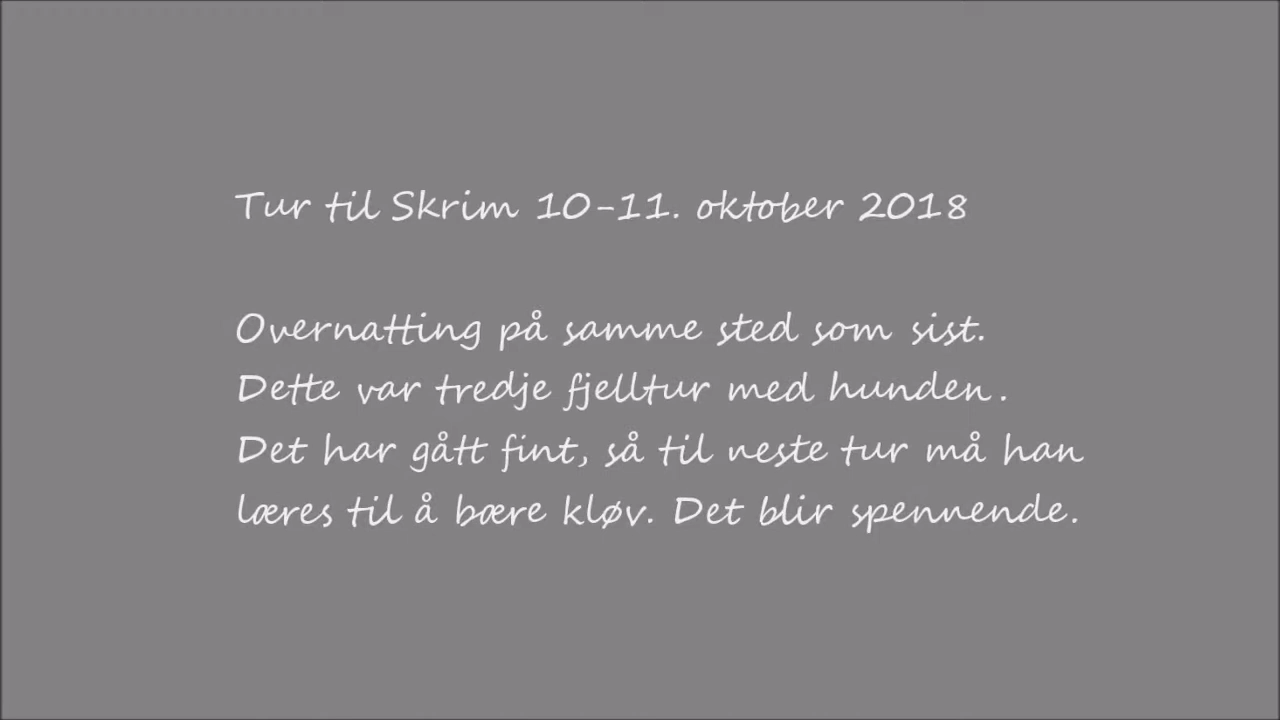 Tur til Skrim 10-11. oktober 2018
Overnatting på samme sted som sist.
Dette var tredje fjelltur med hunden.
Det har gått fint, så til neste tur må han
læres til å bære kløv. Det blir spennende.